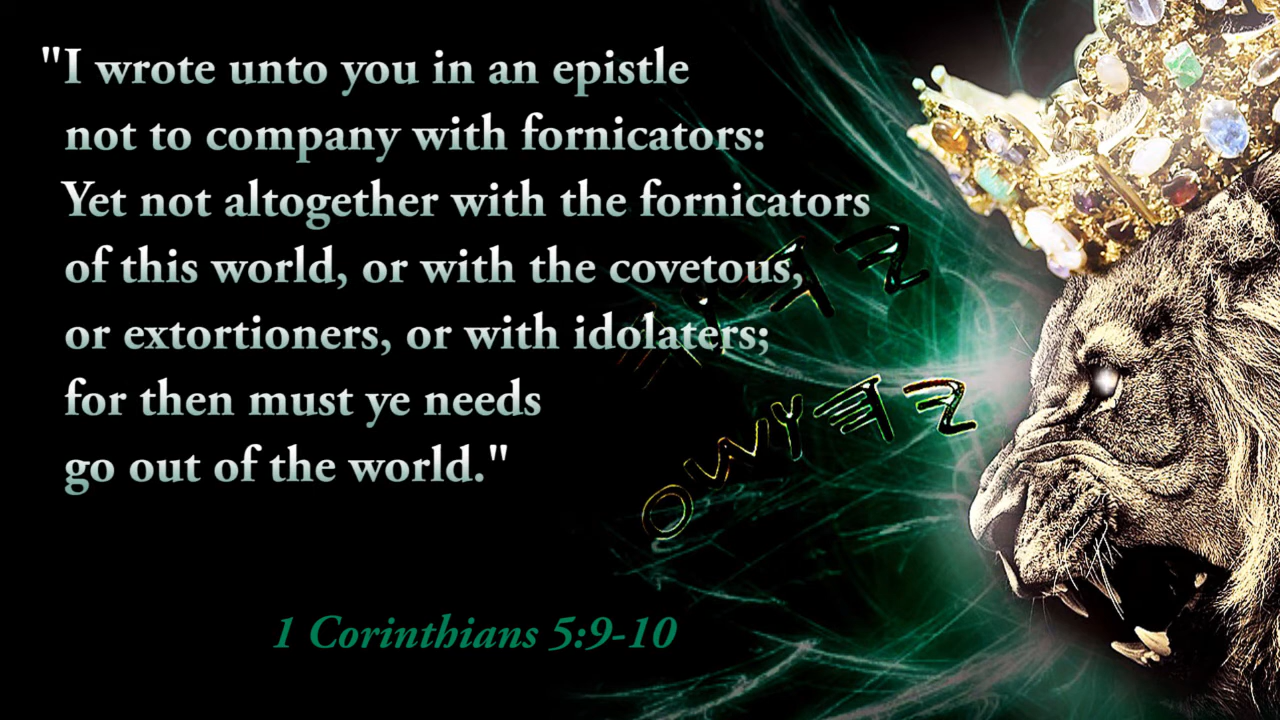 "I wrote unto you in an epistle
not to company with fornicators:
Yet not altogether with the fornicators
of this world, or with the covetous,
or extortioners, or with idolaters;
for then must ye needs
go out of the world."
𐤉𐤄𐤅𐤄
𐤉𐤄𐤅𐤔𐤏
1 Corinthians 5:9-10